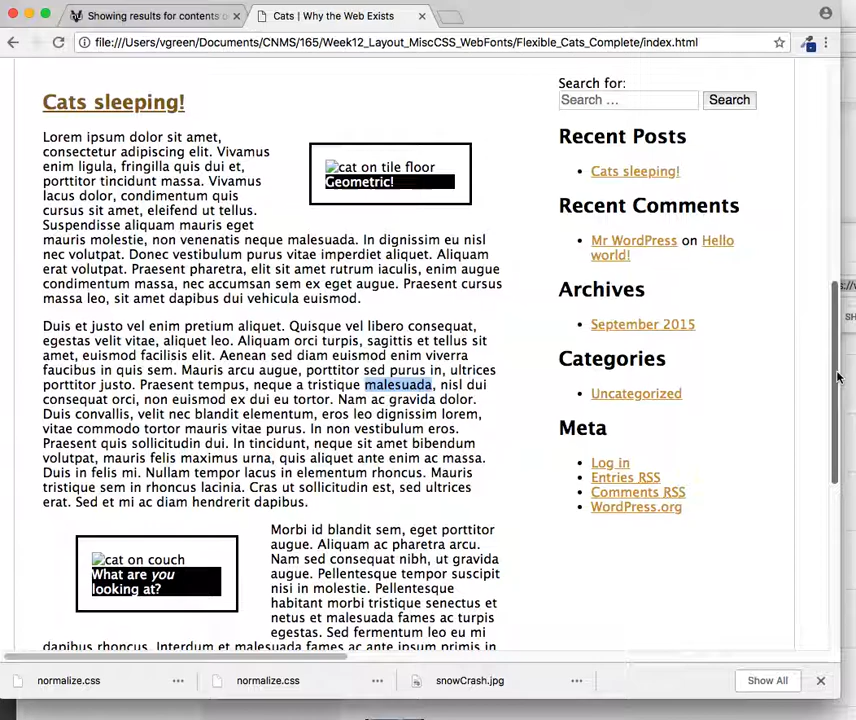 Showing results for contents o
Cats | Why the Web Exists
file:///Users/vgreen/Documents/CNMS/165/Week12_Layout_MiscCSS_WebFonts/Flexible_Cats_Complete/index.html
Cats sleeping!
Lorem ipsum dolor sit amet,
consectetur adipiscing elit. Vivamus
enim ligula, fringilla quis dui et,
porttitor tincidunt massa. Vivamus
lacus dolor, condimentum quis
cursus sit amet, eleifend ut tellus.
Suspendisse aliquam mauris eget
mauris molestie, non venenatis neque malesuada. In dignissim eu nisl
nec volutpat. Donec vestibulum purus vitae imperdiet aliquet. Aliquam
erat volutpat. Praesent pharetra, elit sit amet rutrum iaculis, enim augue
condimentum massa, nec accumsan sem ex eget augue. Praesent cursus
massa leo, sit amet dapibus dui vehicula euismod.
cat on tile floor
Geometric!
Duis et justo vel enim pretium aliquet. Quisque vel libero consequat,
egestas velit vitae, aliquet leo. Aliquam orci turpis, sagittis et tellus sit
amet, euismod facilisis elit. Aenean sed diam euismod enim viverra
faucibus in quis sem. Mauris arcu augue, porttitor sed purus in, ultrices
porttitor justo. Praesent tempus, neque a tristique malesuada, nisl dui
consequat orci, non euismod ex dui eu tortor. Nam ac gravida dolor.
Duis convallis, velit nec blandit elementum, eros leo dignissim lorem,
vitae commodo tortor mauris vitae purus. In non vestibulum eros.
Praesent quis sollicitudin dui. In tincidunt, neque sit amet bibendum
volutpat, mauris felis maximus urna, quis aliquet ante enim ac magna.
Duis in felis mi. Nullam tempor lacus in elementum rhoncus. Mauris
tristique sem in rhoncus lacinia. Cras ut sollicitudin est, sed ultrices
erat. Sed et mi ac diam hendrerit dapibus.
cat on couch
What are you
looking at?
Morbi id blandit sem, eget porttitor
augue. Aliquam ac pharetra arcu.
Nam sed consequat nibh, ut gravida
augue. Pellentesque tempor suscipit
nisi in molestie. Pellentesque
habitant morbi tristique senectus et
netus et malesuada fames ac turpis
egestas. Sed fermentum leo eu mi
dapibus rhoncus. Interdum et malesuada fames ac ante ipsum primis in
Search for:
Search …
Search
Recent Posts
Cats sleeping!
Recent Comments
Mr WordPress on Hello
world!
Archives
September 2015
Categories
Uncategorized
Meta
Log in
Entries RSS
Comments RSS
WordPress.org
normalize.css
normalize.css
snowCrash.jpg
Show All